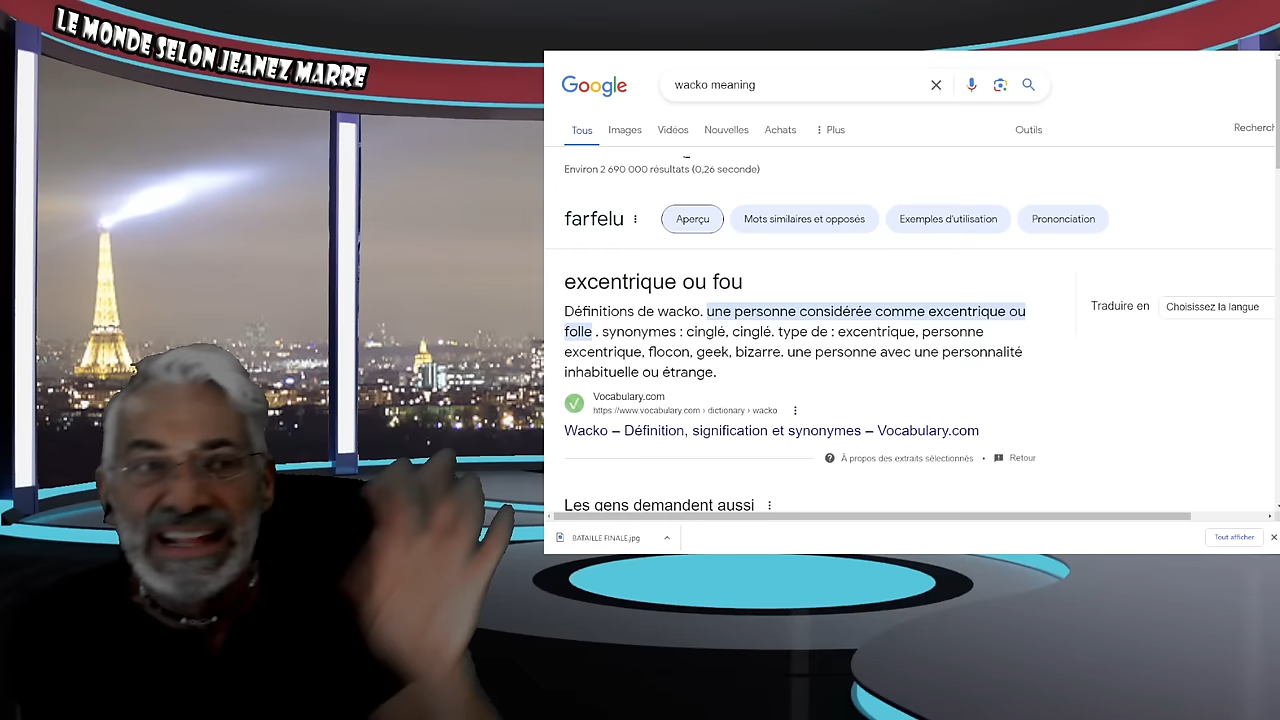 LE MONDE SELON JEANEZ MARRE
Google
wacko meaning
Tous Images Vidéos Nouvelles Achats Plus Outils
Recherch
Environ 2 690 000 résultats (0,26 seconde)
farfelu
Aperçu Mots similaires et opposés Exemples d'utilisation Prononciation
excentrique ou fou
Définitions de wacko. une personne considérée comme excentrique ou
folle . synonymes : cinglé, cinglé. type de : excentrique, personne
excentrique, flocon, geek, bizarre. une personne avec une personnalité
inhabituelle ou étrange.
Traduire en Choisissez la langue
Vocabulary.com
https://www.vocabulary.com › dictionary › wacko
Wacko – Définition, signification et synonymes – Vocabulary.com
À propos des extraits sélectionnés • Retour
Les gens demandent aussi
BATAILLE FINALE.jpg
Tout afficher